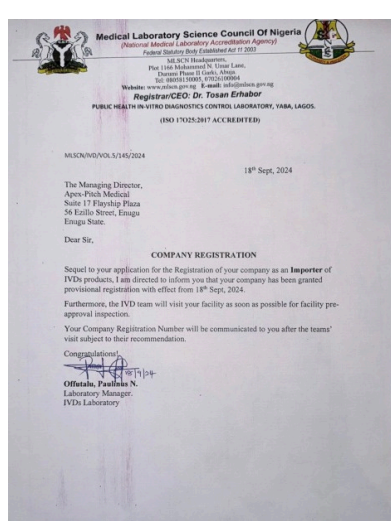 Medical Laboratory Science Council Of Nigeria
(National Medical Laboratory Accreditation Agency)
Federal Statutory Body Established Act 11 2003
MLSCN Headquarters,
Plot 1166 Mohammed N. Umar Lane,
Durumi Phase II Garki, Abuja.
Tel: 08058150005, 07026100004
Website: www.mlscn.gov.ng E-mail: info@mlscn.gov.ng
Registrar/CEO: Dr. Tosan Erhabor
PUBLIC HEALTH IN-VITRO DIAGNOSTICS CONTROL LABORATORY, YABA, LAGOS.
(ISO 17025:2017 ACCREDITED)
MLSCN/IVD/VOL.5/145/2024
18th Sept, 2024
The Managing Director,
Apex-Pitch Medical
Suite 17 Flayship Plaza
56 Ezillo Street, Enugu
Enugu State.
Dear Sir,
COMPANY REGISTRATION
Sequel to your application for the Registration of your company as an Importer of
IVDs products, I am directed to inform you that your company has been granted
provisional registration with effect from 18th Sept, 2024.
Furthermore, the IVD team will visit your facility as soon as possible for facility pre-
approval inspection.
Your Company Registration Number will be communicated to you after the teams'
visit subject to their recommendation.
Congratulations!
18/9/24
Offutalu, Paulinus N.
Laboratory Manager.
IVDs Laboratory